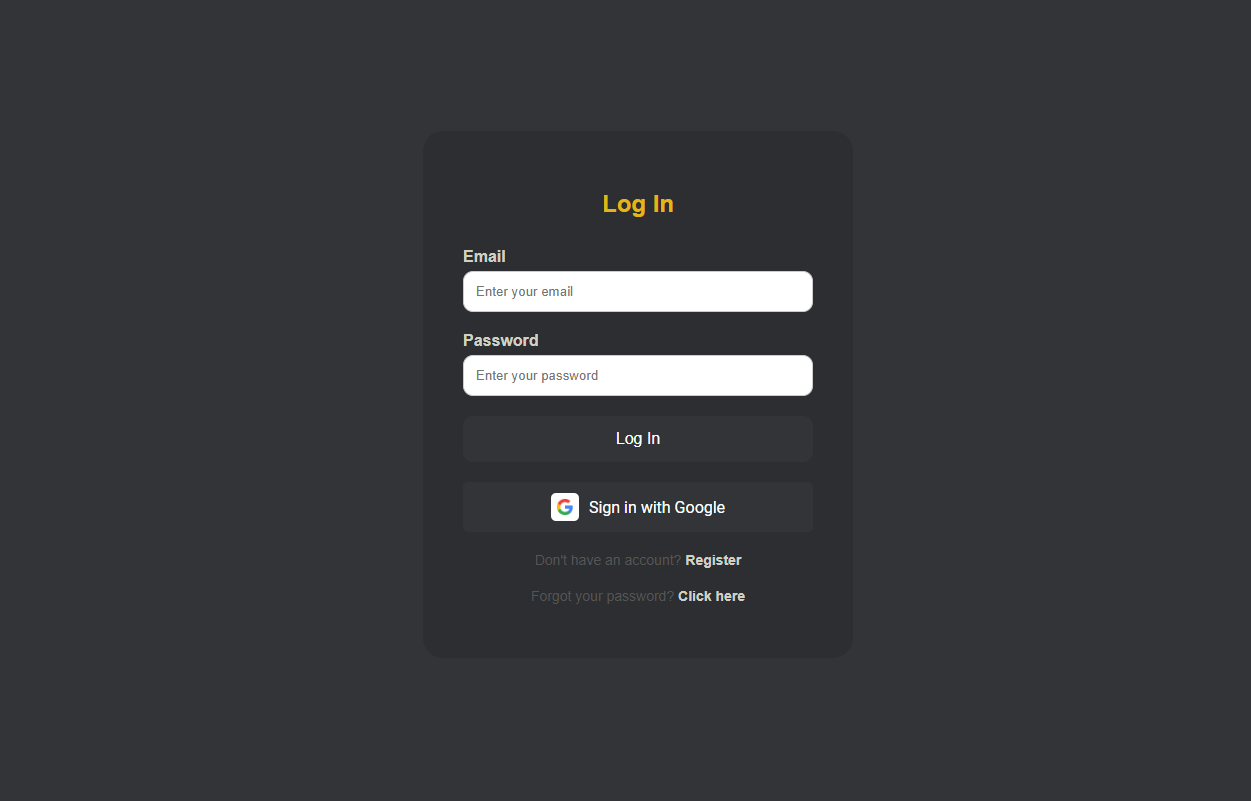 Log In
Email
Enter your email
Password
Enter your password
Log In
Sign in with Google
Don't have an account? Register
Forgot your password? Click here